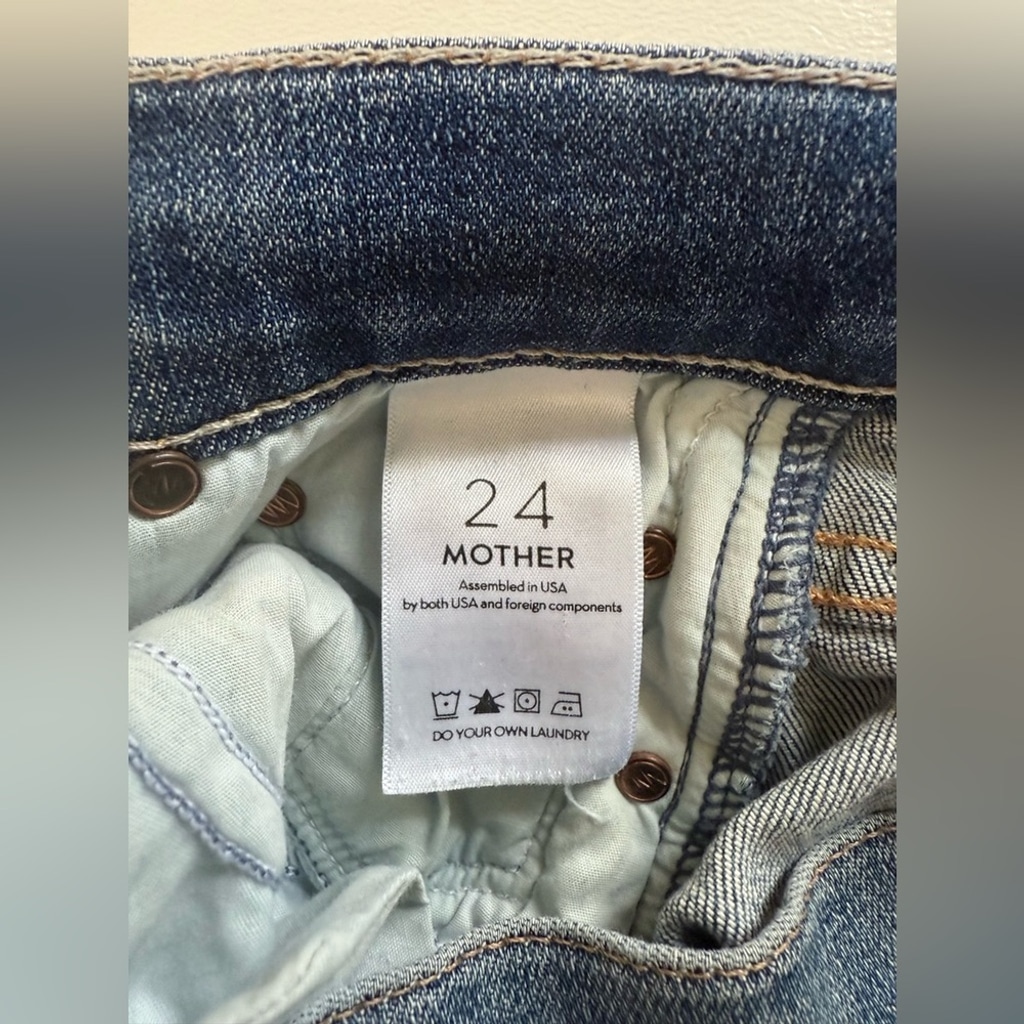 24
MOTHER
Assembled in USA
by both USA and foreign components
DO YOUR OWN LAUNDRY